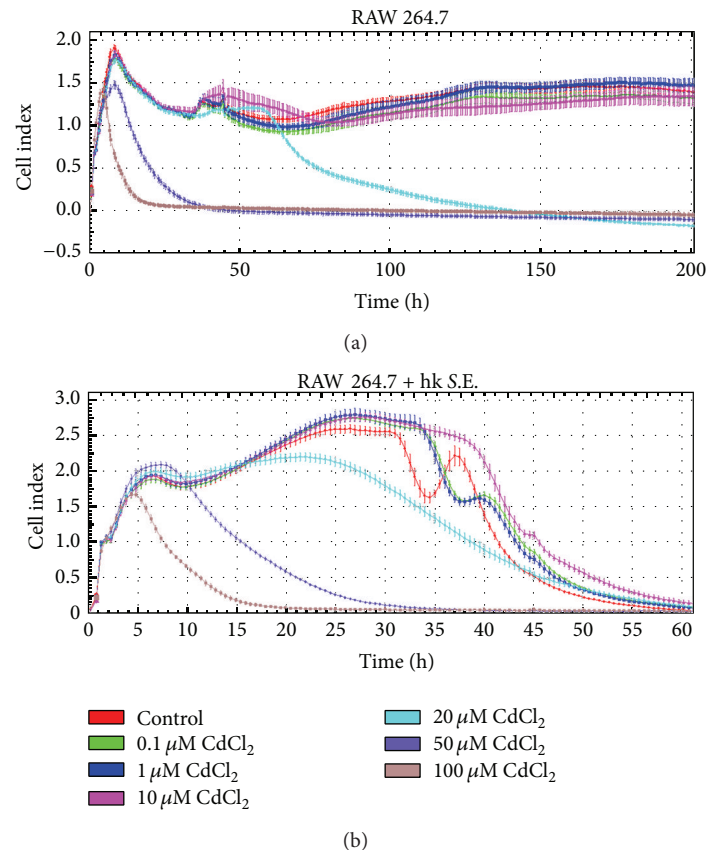 RAW 264.7
2.0
1.5
1.0
0.5
0.0
−0.5
Cell index
0 50 100 150 200
Time (h)
(a)
RAW 264.7 + hk S.E.
3.0
2.5
2.0
1.5
1.0
0.5
0
Cell index
0 5 10 15 22 25 30 35 40 45 50 55 60
Time (h)
Control
0.1 μM CdCl₂
1 μM CdCl₂
10 μM CdCl₂
20 μM CdCl₂
50 μM CdCl₂
100 μM CdCl₂
(b)